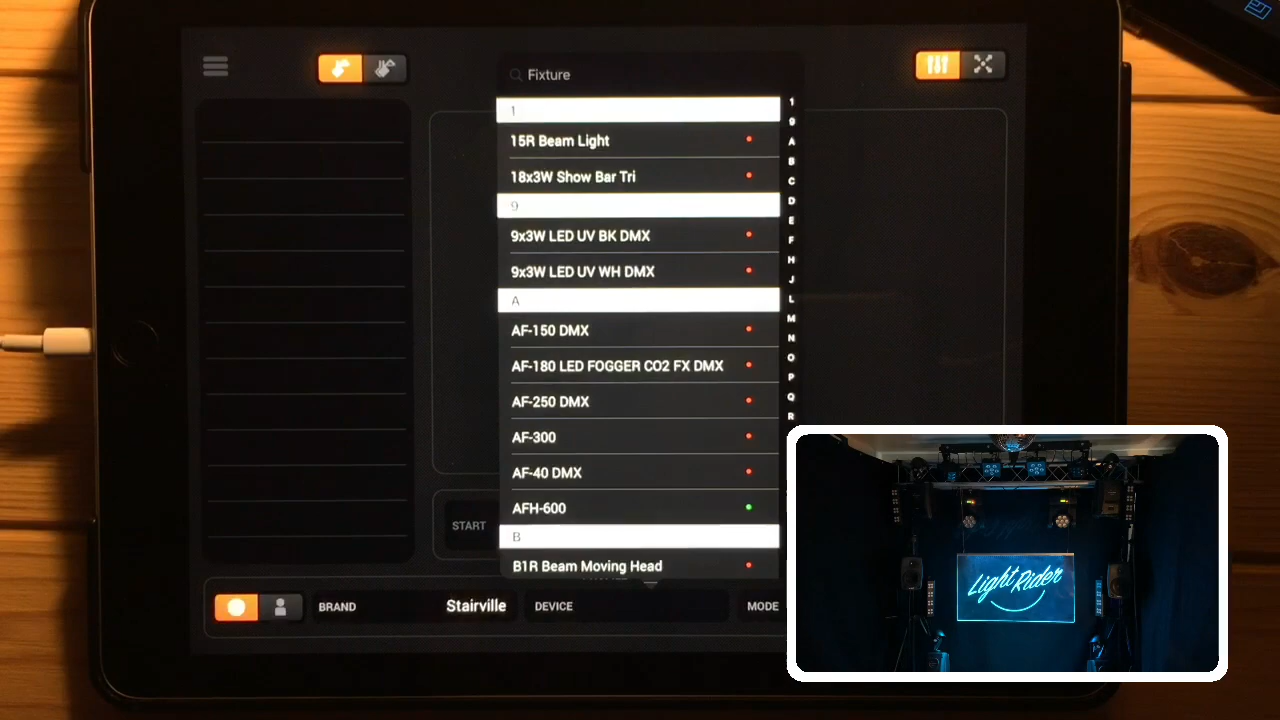 Fixture
1
15R Beam Light
18x3W Show Bar Tri
9
9x3W LED UV BK DMX
9x3W LED UV WH DMX
A
AF-150 DMX
AF-180 LED FOGGER CO2 FX DMX
AF-250 DMX
AF-300
AF-40 DMX
AFH-600
B
B1R Beam Moving Head
1
9
A
B
C
D
E
F
H
J
L
M
N
O
P
Q
R
START
BRAND Stairville DEVICE MODE
Light Rider